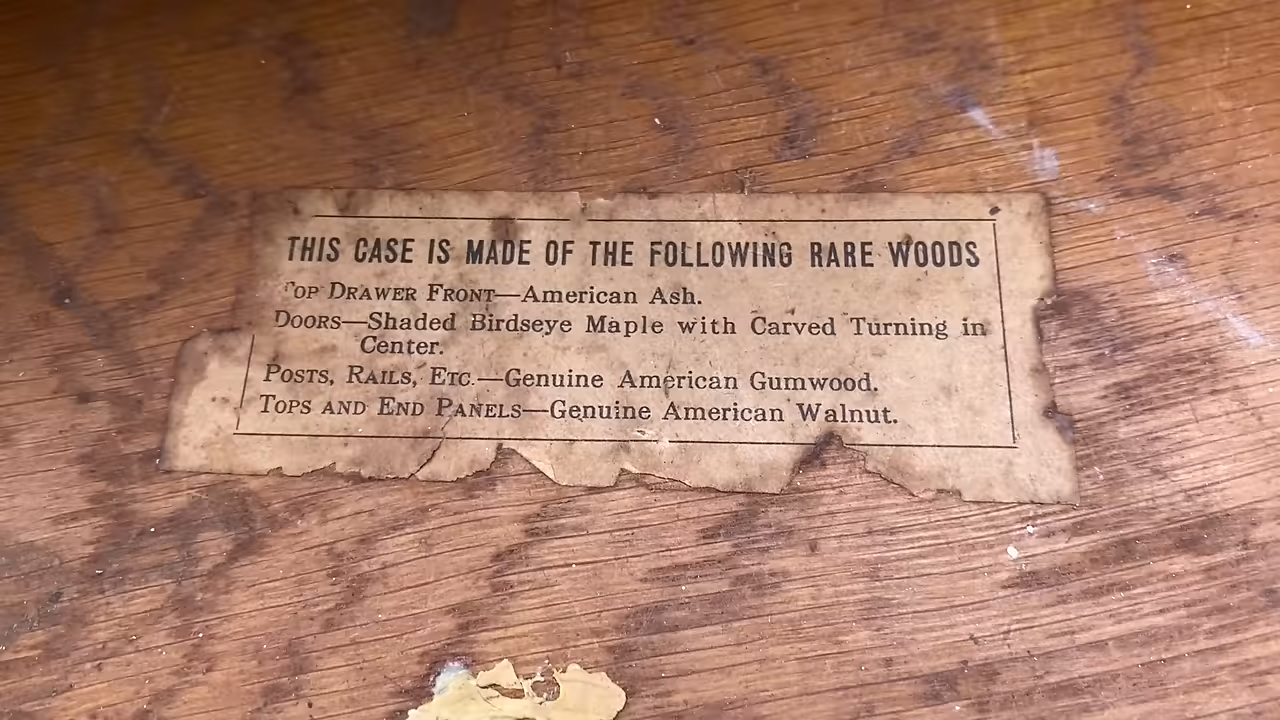 THIS CASE IS MADE OF THE FOLLOWING RARE WOODS
Top Drawer Front—American Ash.
Doors—Shaded Birdseye Maple with Carved Turning in
Center.
Posts, Rails, Etc.—Genuine American Gumwood.
Tops and End Panels—Genuine American Walnut.